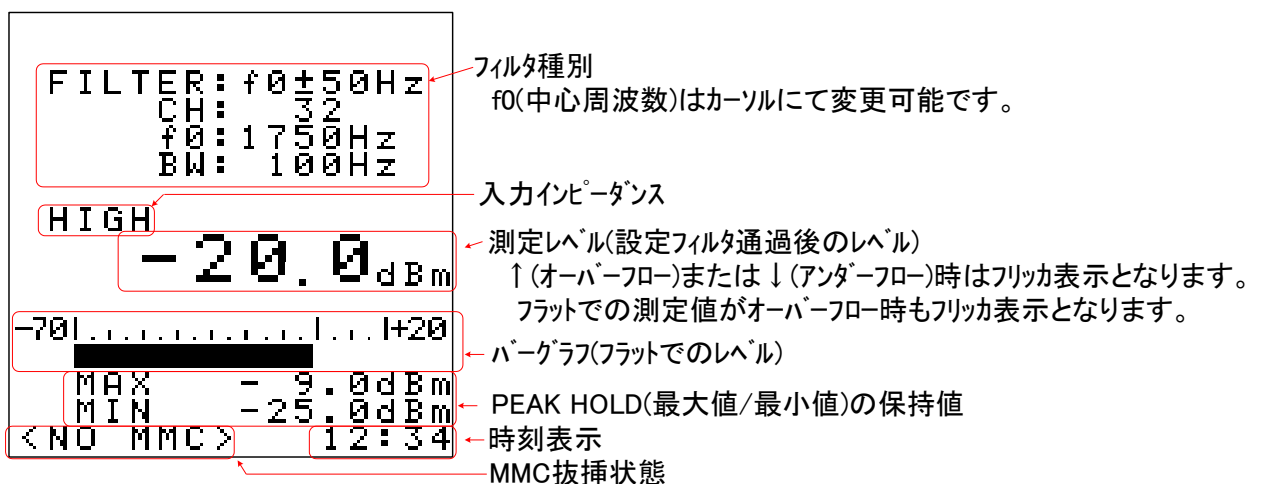 FILTER:f0±50Hz
CH: 32
f0:1750Hz
BW: 100Hz
フィルタ種別
f0(中心周波数)はカーソルにて変更可能です。
HIGH
入力インピーダンス
-20.0dBm
測定レベル(設定フィルタ通過後のレベル)
↑(オーバーフロー)または↓(アンダーフロー)時はフリッカ表示となります。
フラットでの測定値がオーバーフロー時もフリッカ表示となります。
-70 +20
バーグラフ(フラットでのレベル)
MAX - 9.0dBm
MIN -25.0dBm
PEAK HOLD(最大値/最小値)の保持値
<NO MMC> 12:34
時刻表示
MMC抜挿状態